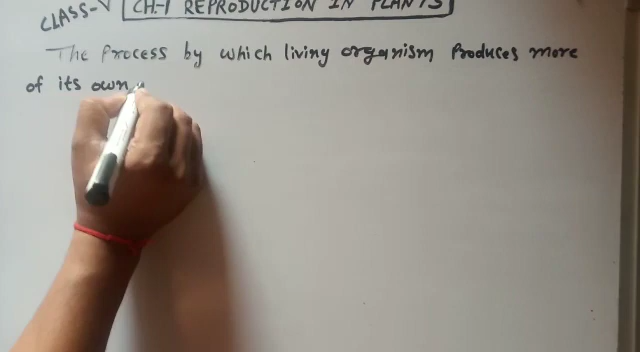 CLASS-V CH-1 REPRODUCTION IN PLANTS
The Process by which living organism Produces more
of its own